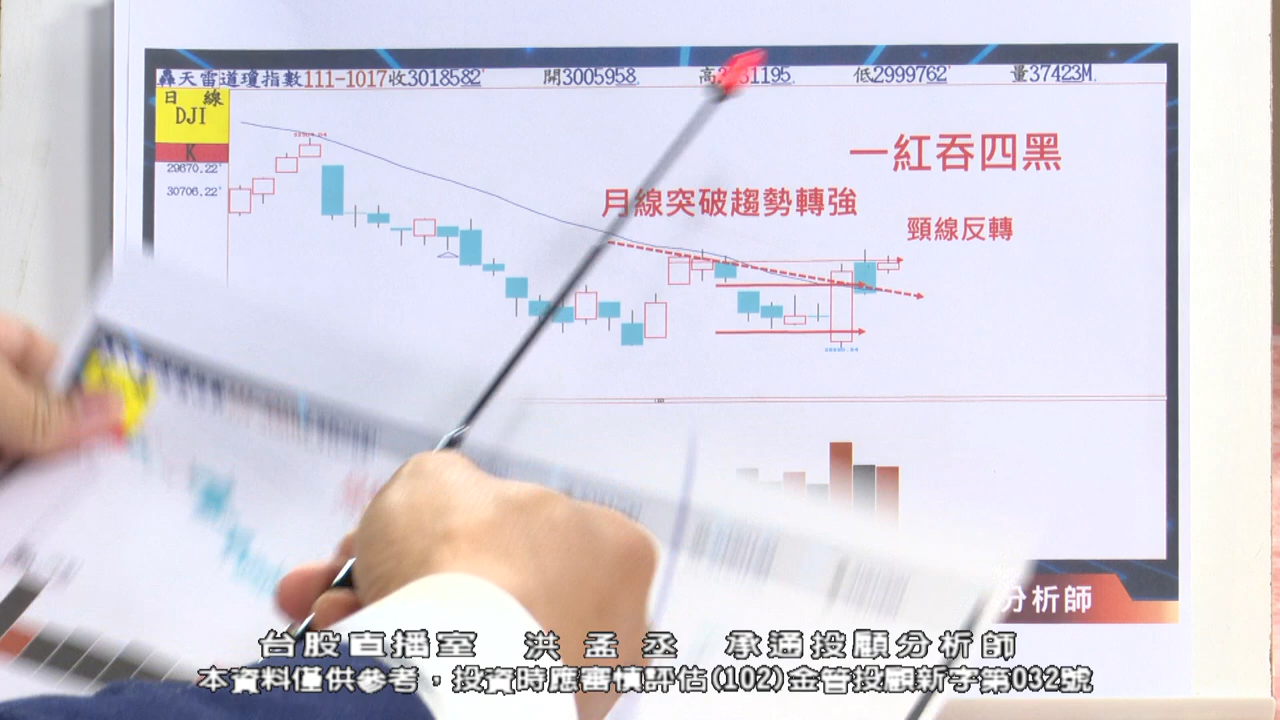 轟天雷道瓊指數111-1017收3018582 開3005958 低2999762 量37423M
日 線
DJI
K
29670.22
30706.22
一紅吞四黑
月線突破趨勢轉強
頸線反轉
分析師
台股直播室 洪孟丞 承通投顧分析師
本資料僅供參考，投資時應審慎評估(102)金管投顧新字第032號